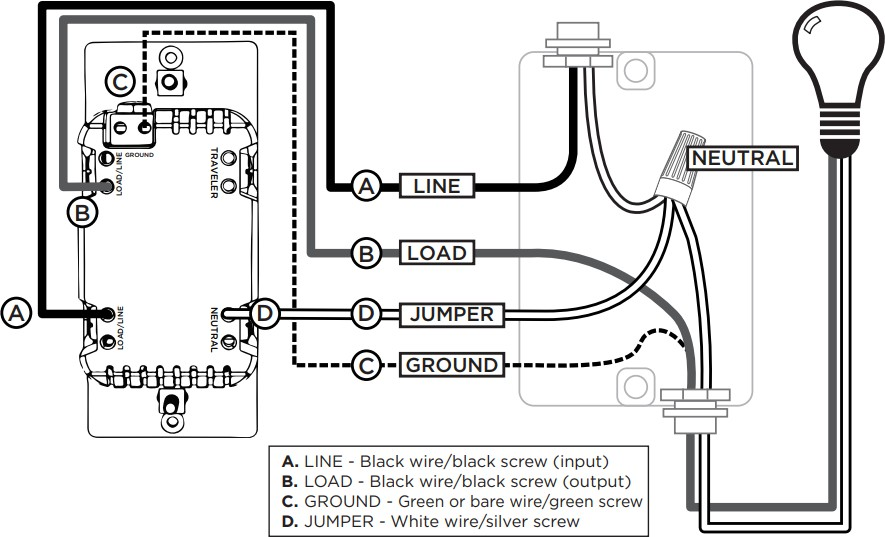 C
GROUND
LOAD/LINE
TRAVELER
B
A
LOAD/LINE
NEUTRAL
D
A LINE
B LOAD
D JUMPER
C GROUND
NEUTRAL
A. LINE - Black wire/black screw (input)
B. LOAD - Black wire/black screw (output)
C. GROUND - Green or bare wire/green screw
D. JUMPER - White wire/silver screw